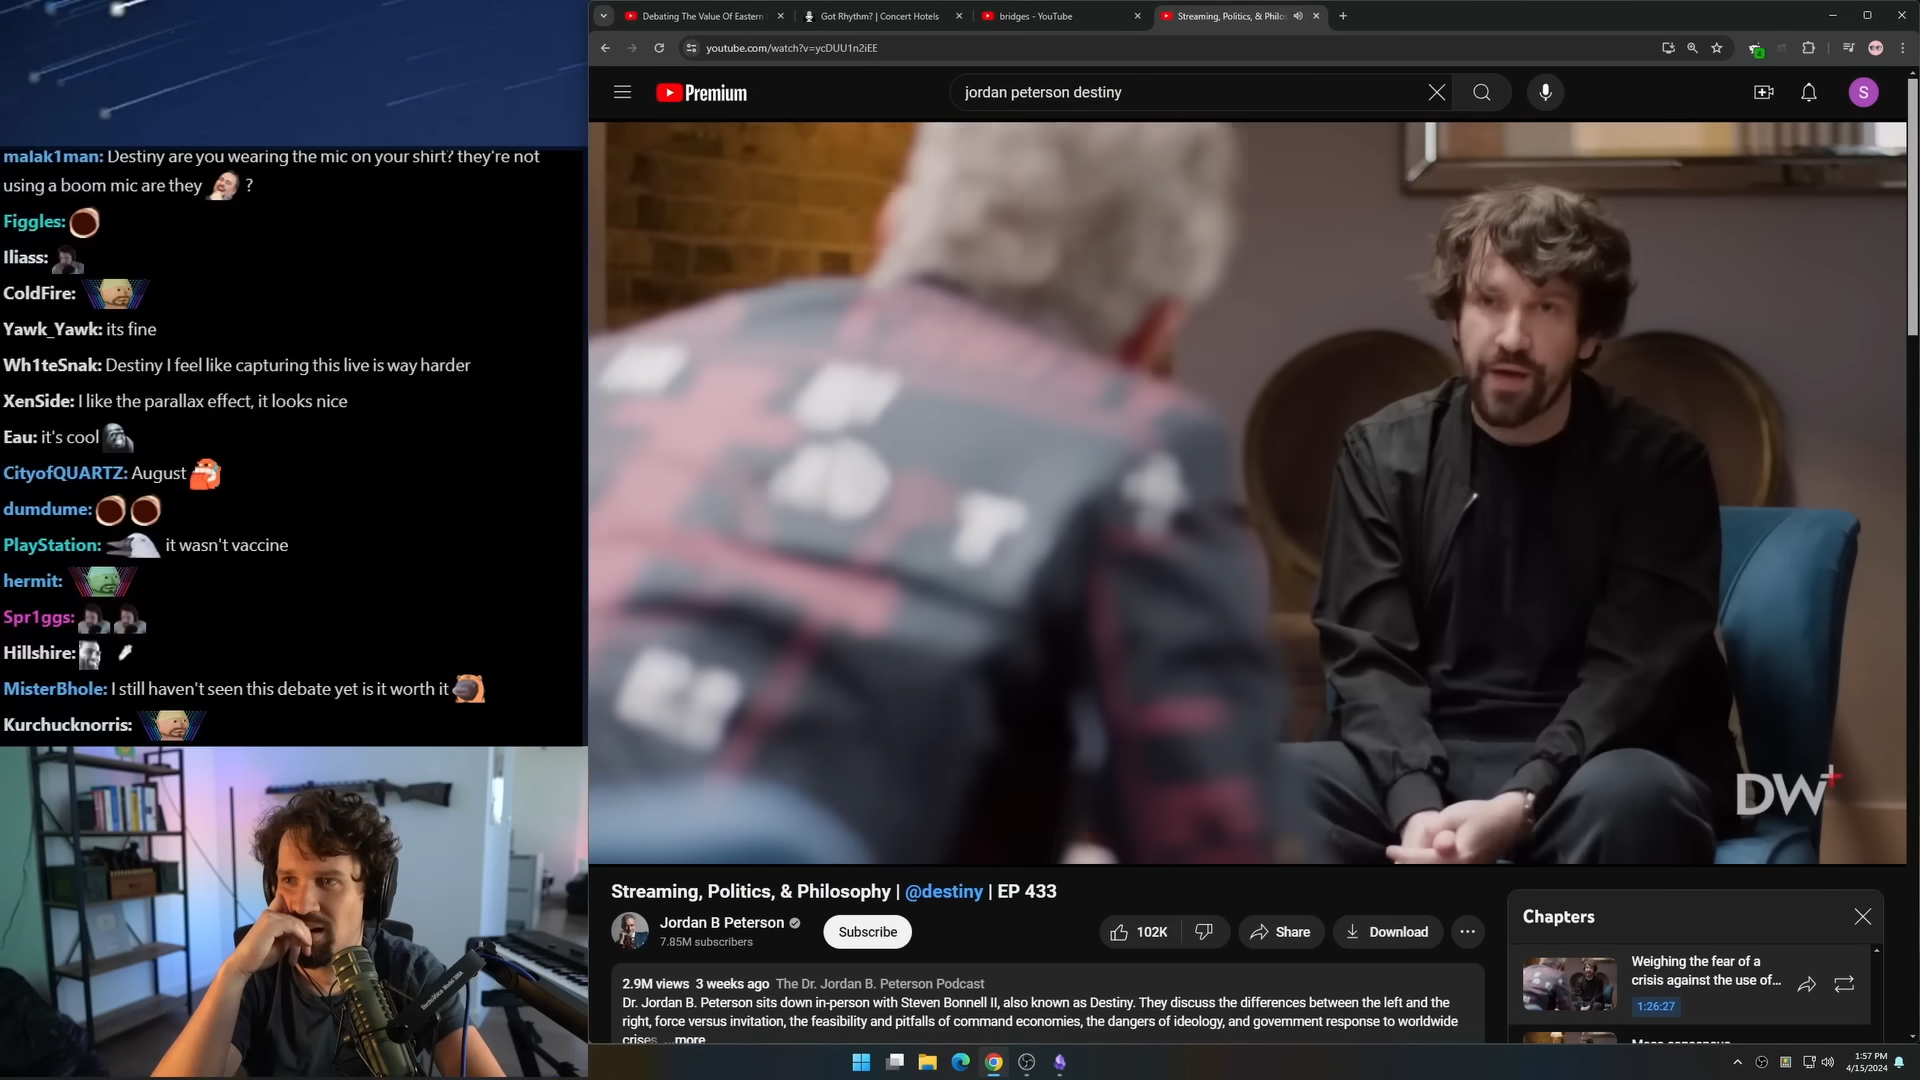 Debating The Value Of Eastern
Got Rhythm? | Concert Hotels
bridges - YouTube
Streaming, Politics, & Philos
youtube.com/watch?v=ycDUU1n2iEE
Premium
jordan peterson destiny
S
malak1man: Destiny are you wearing the mic on your shirt? they're not
using a boom mic are they ?
Figgles:
Iliass:
ColdFire:
Yawk_Yawk: its fine
Wh1teSnak: Destiny I feel like capturing this live is way harder
XenSide: I like the parallax effect, it looks nice
Eau: it's cool
CityofQUARTZ: August
dumdume:
PlayStation: it wasn't vaccine
hermit:
Spr1ggs:
Hillshire:
MisterBhole: I still haven't seen this debate yet is it worth it
Kurchucknorris:
DW+
Streaming, Politics, & Philosophy | @destiny | EP 433
Jordan B Peterson
7.85M subscribers
Subscribe
102K
Share
Download
2.9M views 3 weeks ago The Dr. Jordan B. Peterson Podcast
Dr. Jordan B. Peterson sits down in-person with Steven Bonnell II, also known as Destiny. They discuss the differences between the left and the
right, force versus invitation, the feasibility and pitfalls of command economies, the dangers of ideology, and government response to worldwide
crises ...more
Chapters
Weighing the fear of a
crisis against the use of...
1:26:27
1:57 PM
4/15/2024